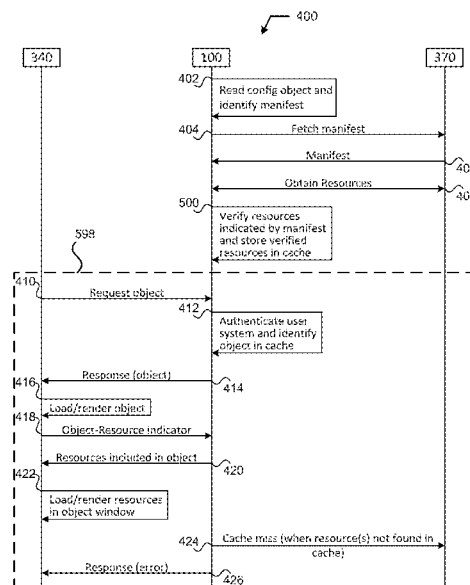 400
340
100
370
402
Read config object and
identify manifest
404
Fetch manifest
Manifest
40
Obtain Resources
40
500
Verify resources
indicated by manifest
and store verified
resources in cache
598
410
Request object
412
Authenticate user
system and identify
object in cache
Response (object)
414
416
Load/render object
418
Object-Resource indicator
Resources included in object
420
422
Load/render resources
in object window
424
Cache miss (when resource(s) not found in
cache)
Response (error)
426